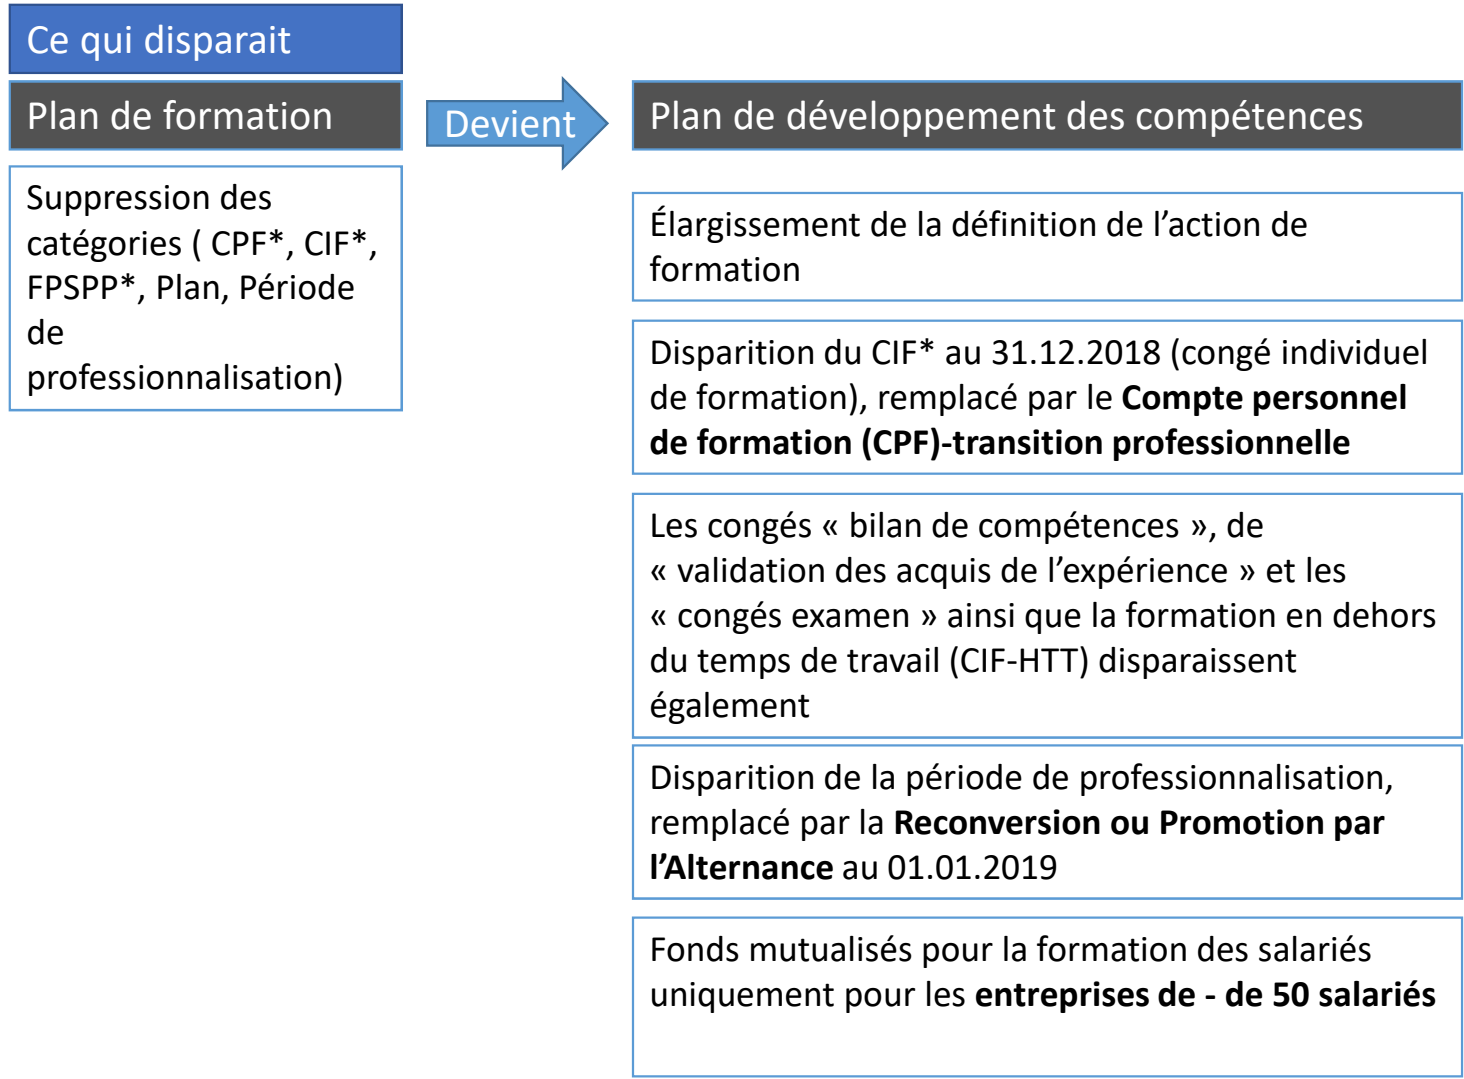 Ce qui disparait
Plan de formation
Devient
Plan de développement des compétences
Suppression des
catégories ( CPF*, CIF*,
FPSPP*, Plan, Période
de
professionnalisation)
Élargissement de la définition de l’action de
formation
Disparition du CIF* au 31.12.2018 (congé individuel
de formation), remplacé par le Compte personnel
de formation (CPF)-transition professionnelle
Les congés « bilan de compétences », de
« validation des acquis de l’expérience » et les
« congés examen » ainsi que la formation en dehors
du temps de travail (CIF-HTT) disparaissent
également
Disparition de la période de professionnalisation,
remplacé par la Reconversion ou Promotion par
l’Alternance au 01.01.2019
Fonds mutualisés pour la formation des salariés
uniquement pour les entreprises de - de 50 salariés